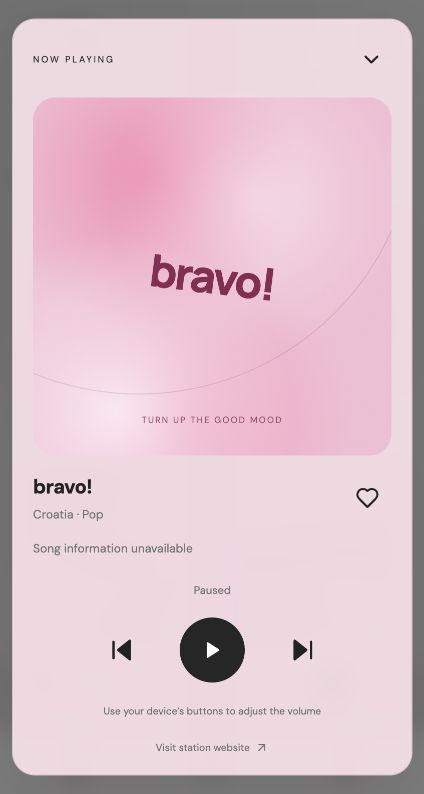 NOW PLAYING
bravo!
TURN UP THE GOOD MOOD
bravo!
Croatia · Pop
Song information unavailable
Paused
Use your device’s buttons to adjust the volume
Visit station website